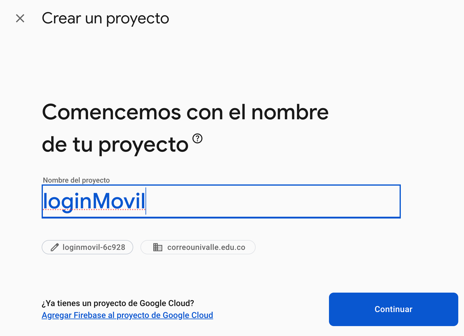 Crear un proyecto
Comencemos con el nombre
de tu proyecto
Nombre del proyecto
loginMovil
loginmovil-6c928 correounivalle.edu.co
¿Ya tienes un proyecto de Google Cloud?
Agregar Firebase al proyecto de Google Cloud
Continuar